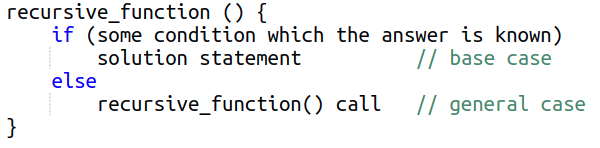 recursive_function () {
    if (some condition which the answer is known)
        solution statement          // base case
    else
        recursive_function() call   // general case
}